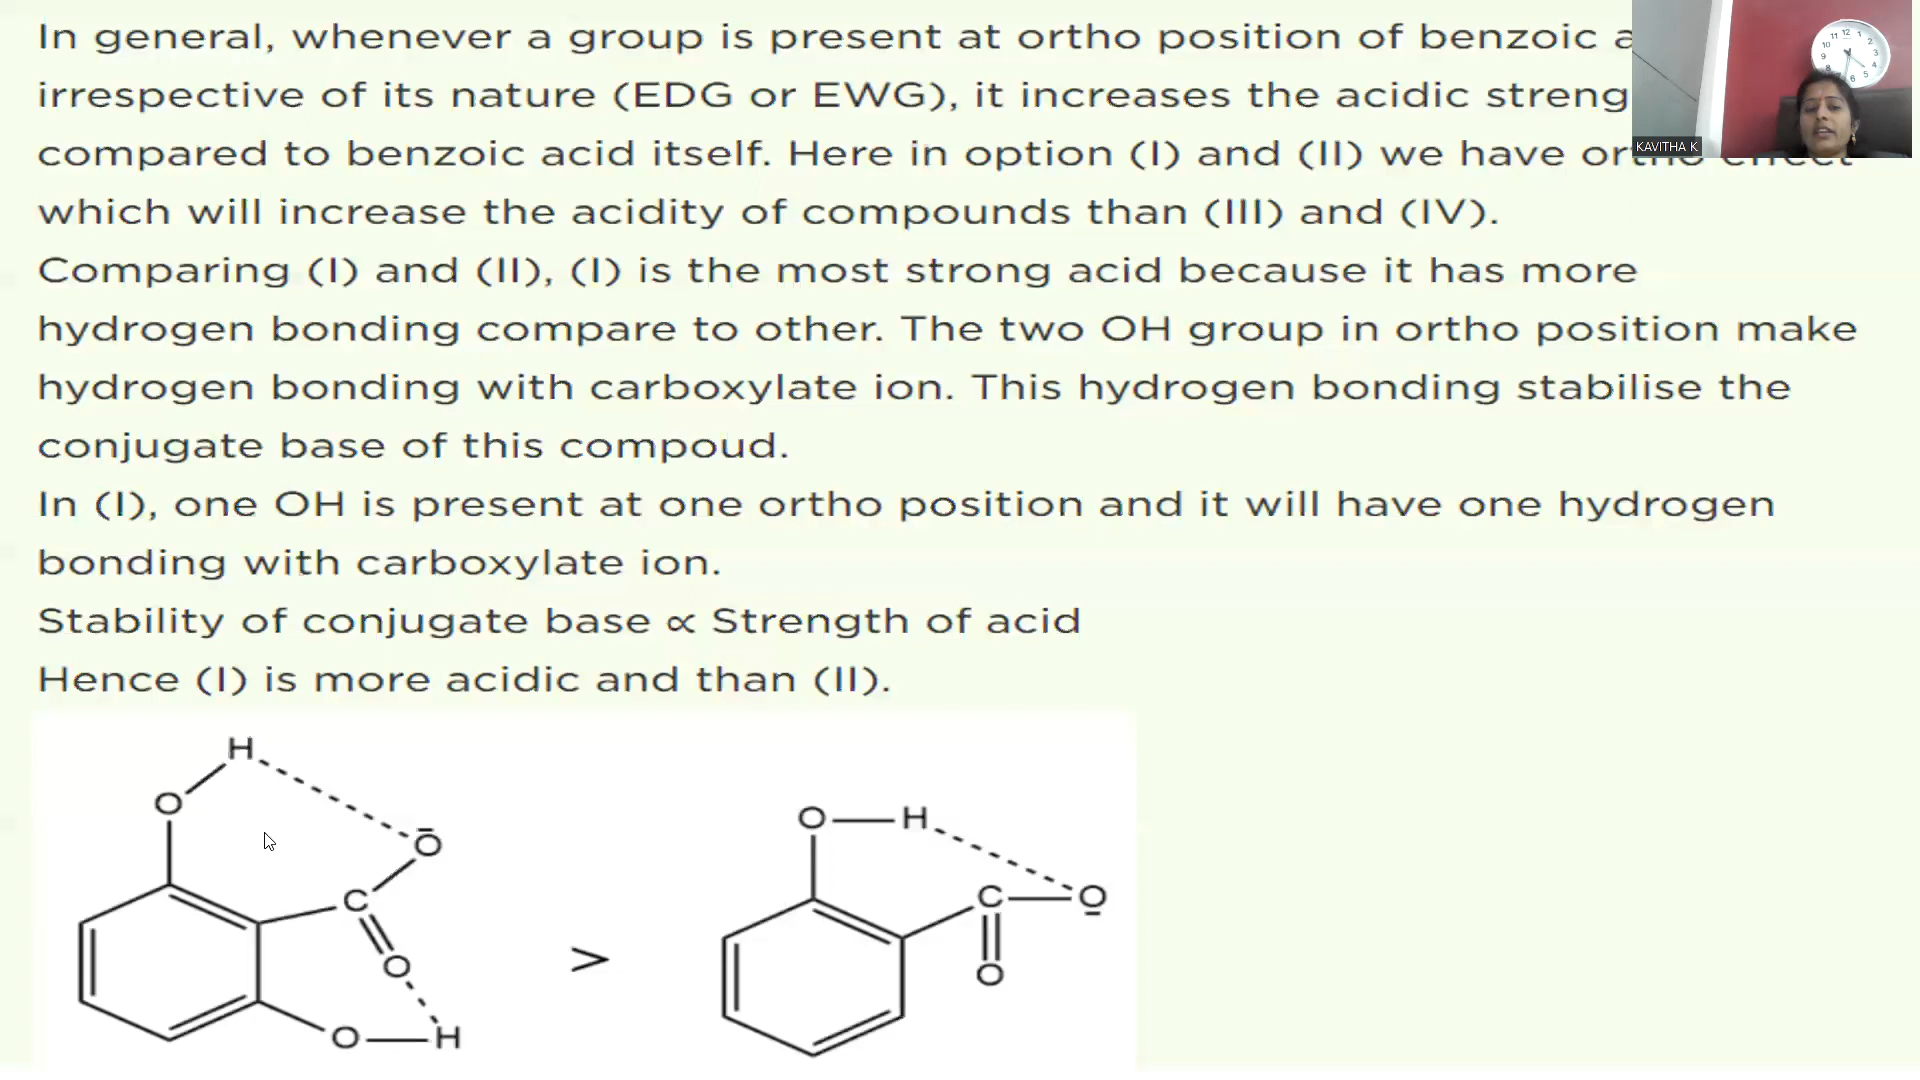 In general, whenever a group is present at ortho position of benzoic
irrespective of its nature (EDG or EWG), it increases the acidic
compared to benzoic acid itself. Here in option (I) and (II) we have
which will increase the acidity of compounds than (III) and (IV).
Comparing (I) and (II), (I) is the most strong acid because it has more
hydrogen bonding compare to other. The two OH group in ortho position make
hydrogen bonding with carboxylate ion. This hydrogen bonding stabilise the
conjugate base of this compoud.
In (I), one OH is present at one ortho position and it will have one hydrogen
bonding with carboxylate ion.
Stability of conjugate base ∝ Strength of acid
Hence (I) is more acidic and than (II).
KAVITHA K
H
O
O
C
O
O H
>
O H
C O
O